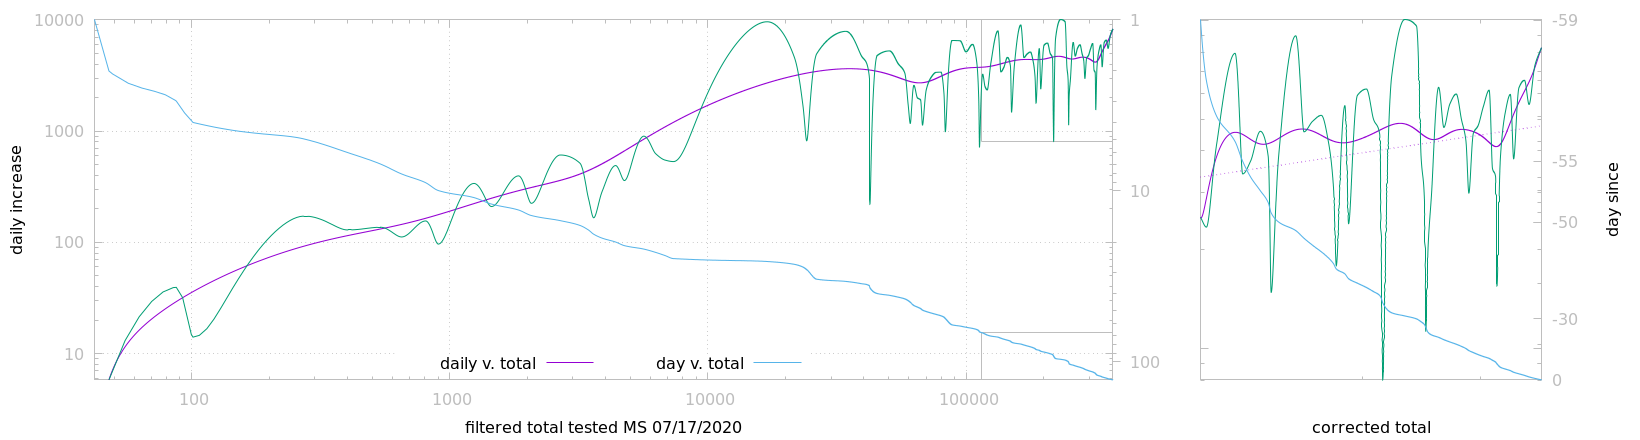 10000
1000
100
10
daily increase
100
1000
10000
100000
filtered total tested MS 07/17/2020
daily v. total
day v. total
1
10
100
-59
-55
-50
-30
0
day since
corrected total